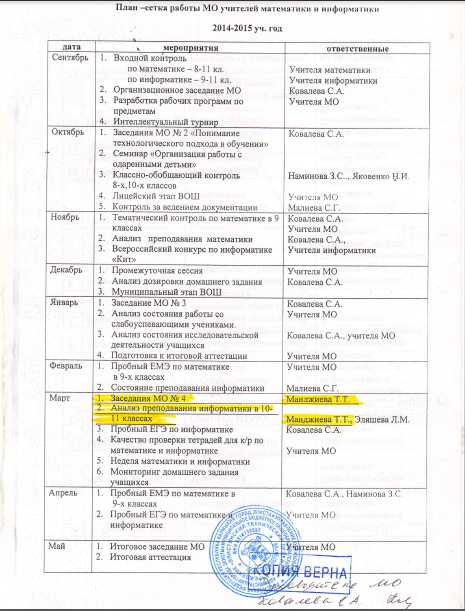 План –сетка работы МО учителей математики и информатики
2014-2015 уч. год
дата мероприятия ответственные
Сентябрь 1. Входной контроль
по математике – 8-11 кл. Учителя математики
по информатике – 9-11 кл. Учителя информатики
2. Организационное заседание МО Ковалева С.А.
3. Разработка рабочих программ по Учителя МО
предметам
4. Интеллектуальный турнир
Октябрь 1. Заседания МО № 2 «Понимание Ковалева С.А.
технологического подхода в обучении»
2. Семинар «Организация работы с
одаренными детьми»
3. Классно-обобщающий контроль Наминова З.С.., Яковенко Н.И.
8-х,10-х классов
4. Лицейский этап ВОШ Учителя МО
5. Контроль за ведением документации Малиева С.Г.
Ноябрь 1. Тематический контроль по математике в 9 Ковалева С.А.
классах Учителя МО
2. Анализ преподавания математики Ковалева С.А.,
3. Всероссийский конкурс по информатике Учителя информатики
«Кит»
Декабрь 1. Промежуточная сессия Учителя МО
2. Анализ дозировки домашнего задания Ковалева С.А.
3. Муниципальный этап ВОШ
Январь 1. Заседание МО № 3 Ковалева С.А.
2. Анализ состояния работы со Учителя МО
слабоуспевающими учениками.
3. Анализ состояния исследовательской Ковалева С.А., учителя МО
деятельности учащихся
4. Подготовка к итоговой аттестации Учителя МО
Февраль 1. Пробный ЕМЭ по математике Учителя МО
в 9-х классах
2. Состояние преподавания информатики Малиева С.Г.
Март 1. Заседания МО № 4 Манджиева Т.Т.
2. Анализ преподавания информатики в 10-
11 классах Манджиева Т.Т., Эляшева Л.М.
3. Пробный ЕГЭ по информатике Ковалева С.А.
4. Качество проверки тетрадей для к/р по
математике и информатике Учителя МО
5. Неделя математики и информатики
6. Мониторинг домашнего задания
учащихся
Апрель 1. Пробный ЕМЭ по математике в Ковалева С.А., Наминова З.С.
9-х классах
2. Пробный ЕГЭ по математике и Учителя МО
информатике
Май 1. Итоговое заседание МО Учителя МО
2. Итоговая аттестация
КОПИЯ ВЕРНА
МО
Ковалева С.А.